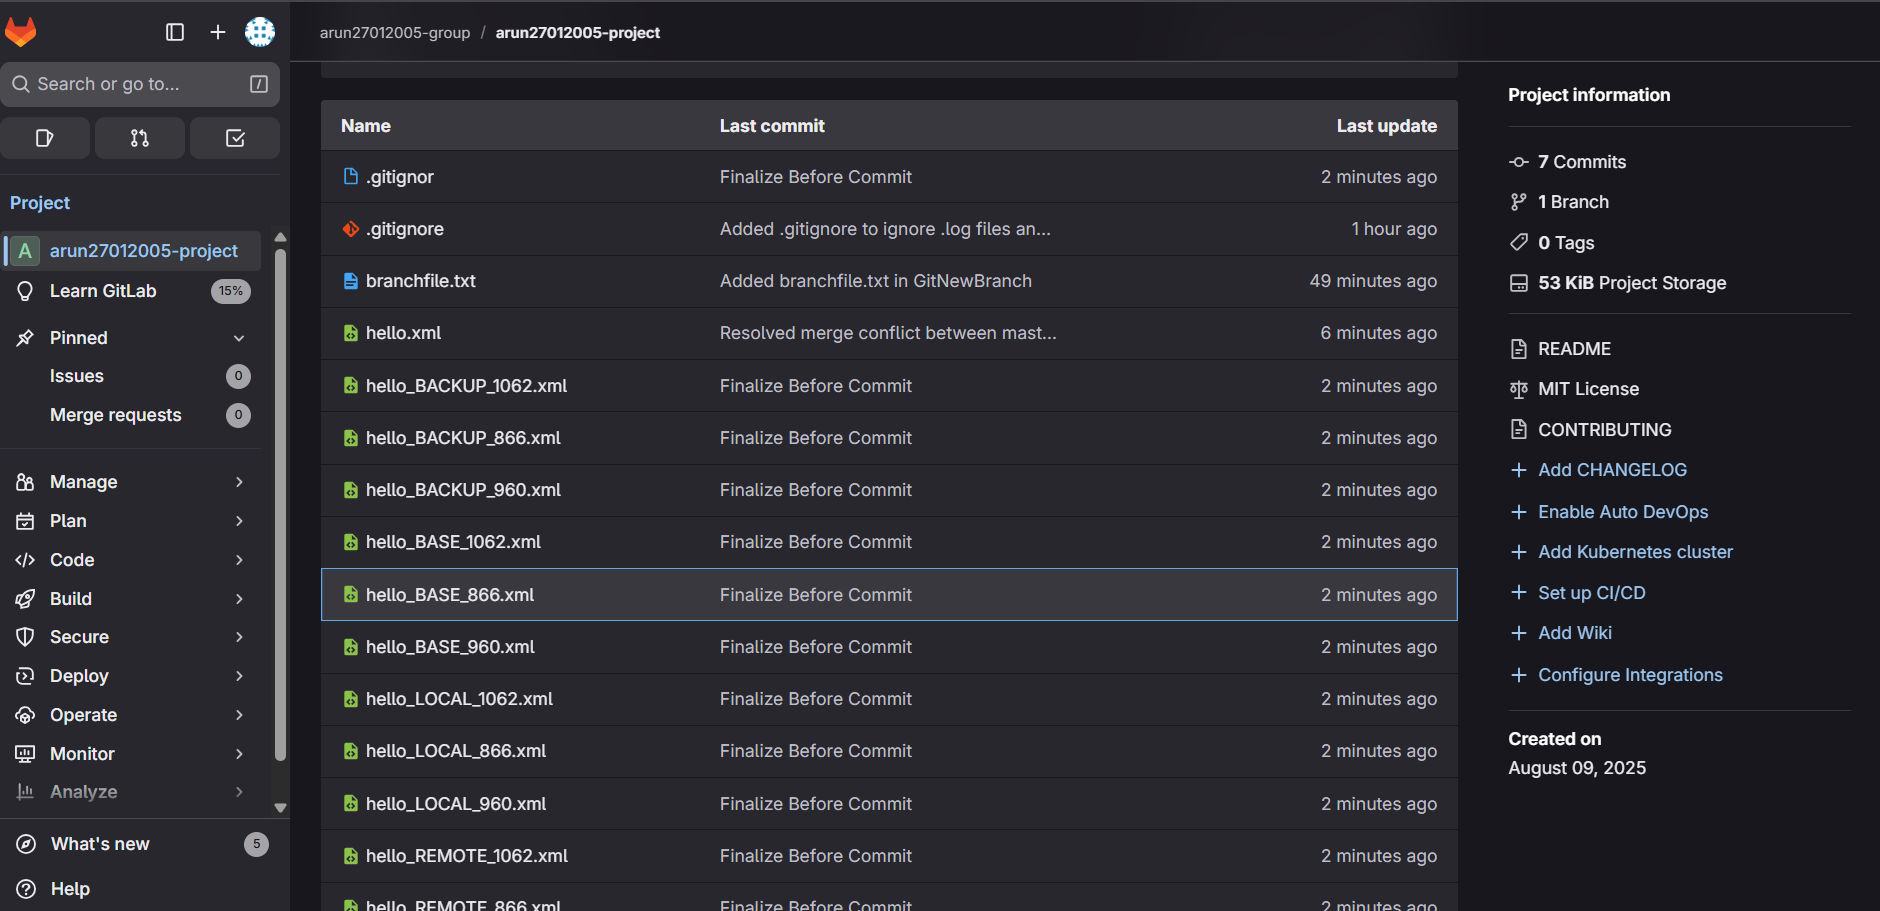 arun27012005-group / arun27012005-project
Search or go to...
/
Project
A arun27012005-project
Learn GitLab 15%
Pinned
Issues 0
Merge requests 0
Manage
Plan
Code
Build
Secure
Deploy
Operate
Monitor
Analyze
What's new 5
Help
Name Last commit Last update
.gitignor Finalize Before Commit 2 minutes ago
.gitignore Added .gitignore to ignore .log files an... 1 hour ago
branchfile.txt Added branchfile.txt in GitNewBranch 49 minutes ago
hello.xml Resolved merge conflict between mast... 6 minutes ago
hello_BACKUP_1062.xml Finalize Before Commit 2 minutes ago
hello_BACKUP_866.xml Finalize Before Commit 2 minutes ago
hello_BACKUP_960.xml Finalize Before Commit 2 minutes ago
hello_BASE_1062.xml Finalize Before Commit 2 minutes ago
hello_BASE_866.xml Finalize Before Commit 2 minutes ago
hello_BASE_960.xml Finalize Before Commit 2 minutes ago
hello_LOCAL_1062.xml Finalize Before Commit 2 minutes ago
hello_LOCAL_866.xml Finalize Before Commit 2 minutes ago
hello_LOCAL_960.xml Finalize Before Commit 2 minutes ago
hello_REMOTE_1062.xml Finalize Before Commit 2 minutes ago
hello_REMOTE_866.xml Finalize Before Commit 2 minutes ago
Project information
7 Commits
1 Branch
0 Tags
53 KiB Project Storage
README
MIT License
CONTRIBUTING
Add CHANGELOG
Enable Auto DevOps
Add Kubernetes cluster
Set up CI/CD
Add Wiki
Configure Integrations
Created on
August 09, 2025